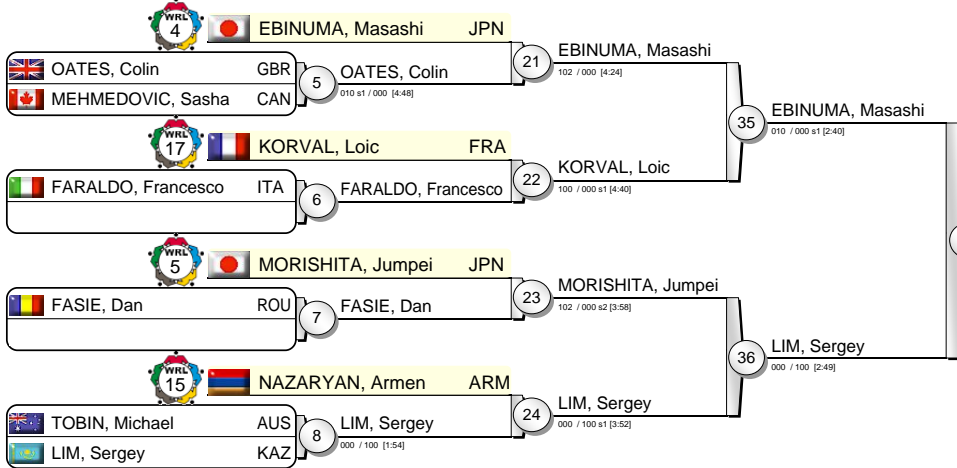 WRL 4 EBINUMA, Masashi JPN
OATES, Colin GBR
MEHMEDOVIC, Sasha CAN
5 OATES, Colin
010 s1 / 000 [4:48]
21 EBINUMA, Masashi
102 / 000 [4:24]
WRL 17 KORVAL, Loic FRA
FARALDO, Francesco ITA
6 FARALDO, Francesco
22 KORVAL, Loic
100 / 000 s1 [4:40]
35 EBINUMA, Masashi
010 / 000 s1 [2:40]
WRL 5 MORISHITA, Jumpei JPN
FASIE, Dan ROU
7 FASIE, Dan
23 MORISHITA, Jumpei
102 / 000 s2 [3:58]
WRL 15 NAZARYAN, Armen ARM
TOBIN, Michael AUS
LIM, Sergey KAZ
8 LIM, Sergey
000 / 100 [1:54]
24 LIM, Sergey
000 / 100 s1 [3:52]
36 LIM, Sergey
000 / 100 [2:49]